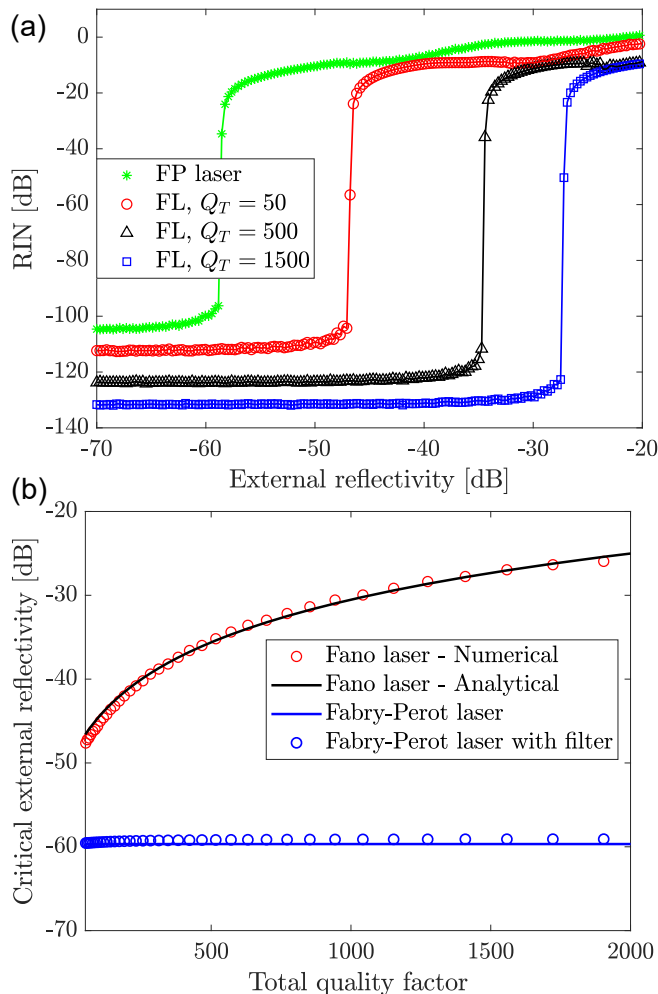 (a)
0
-20
-40
-60
-80
-100
-120
-140
RIN [dB]
FP laser
FL, Q_T = 50
FL, Q_T = 500
FL, Q_T = 1500
-70 -60 -50 -40 -30 -20
External reflectivity [dB]
(b)
-20
-30
-40
-50
-60
-70
Critical external reflectivity [dB]
Fano laser - Numerical
Fano laser - Analytical
Fabry-Perot laser
Fabry-Perot laser with filter
500 1000 1500 2000
Total quality factor